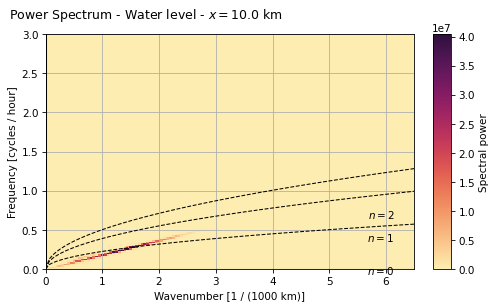 Power Spectrum - Water level - x = 10.0 km
1e7
3.0
2.5
2.0
1.5
1.0
0.5
0.0
Frequency [cycles / hour]
n = 2
n = 1
n = 0
0 1 2 3 4 5 6
Wavenumber [1 / (1000 km)]
4.0
3.5
3.0
2.5
2.0
1.5
1.0
0.5
0.0
Spectral power